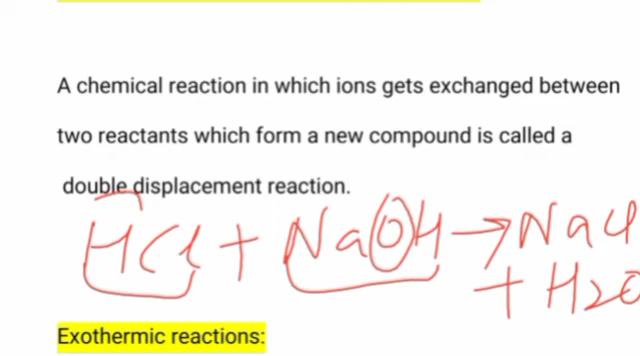 A chemical reaction in which ions gets exchanged between
two reactants which form a new compound is called a
double displacement reaction.
HCl + NaOH → NaCl
+ H2O
Exothermic reactions: